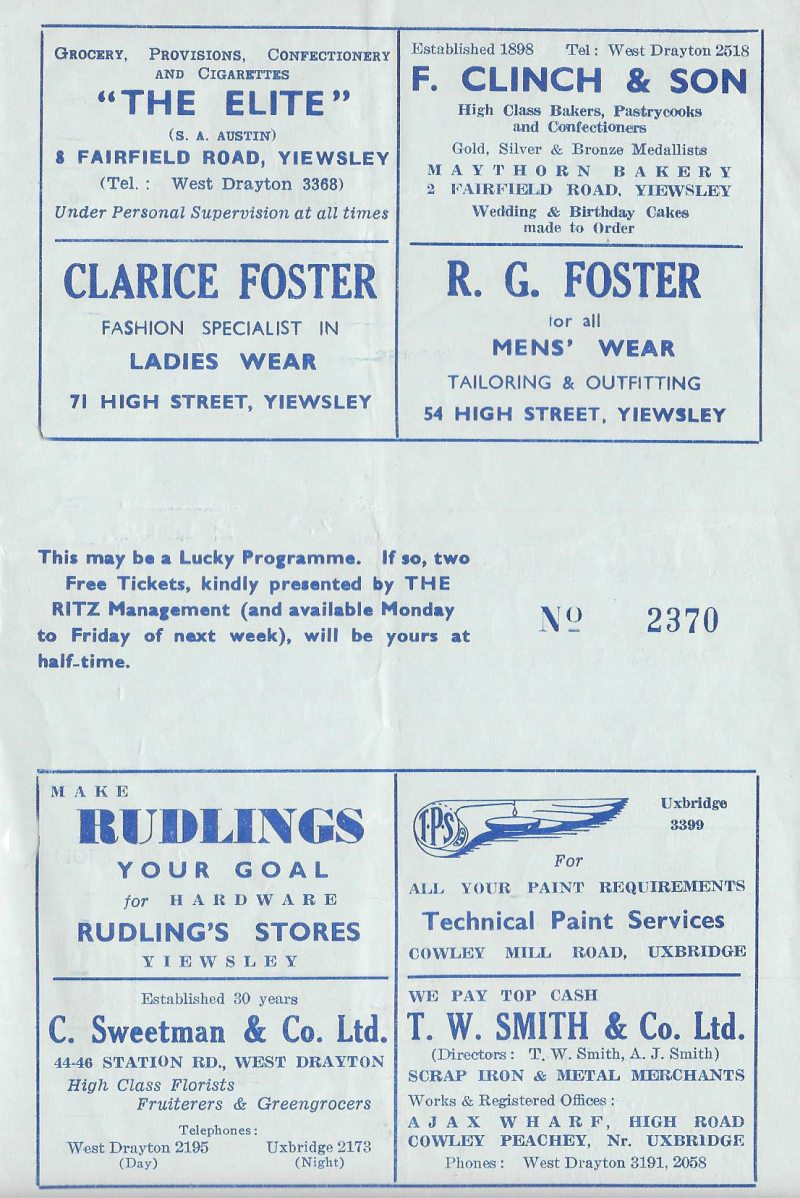 GROCERY, PROVISIONS, CONFECTIONERY
AND CIGARETTES
"THE ELITE"
(S. A. AUSTIN)
8 FAIRFIELD ROAD, YIEWSLEY
(Tel. : West Drayton 3368)
Under Personal Supervision at all times
Established 1898 Tel: West Drayton 2518
F. CLINCH & SON
High Class Bakers, Pastrycooks
and Confectioners
Gold, Silver & Bronze Medallists
MAYTHORN BAKERY
2 FAIRFIELD ROAD, YIEWSLEY
Wedding & Birthday Cakes
made to Order
CLARICE FOSTER
FASHION SPECIALIST IN
LADIES WEAR
71 HIGH STREET, YIEWSLEY
R. G. FOSTER
for all
MENS' WEAR
TAILORING & OUTFITTING
54 HIGH STREET, YIEWSLEY
This may be a Lucky Programme. If so, two
Free Tickets, kindly presented by THE
RITZ Management (and available Monday
to Friday of next week), will be yours at
half-time.
Nº 2370
MAKE
RUDLINGS
YOUR GOAL
for HARDWARE
RUDLING'S STORES
YIEWSLEY
T.P.S
Uxbridge
3399
For
ALL YOUR PAINT REQUIREMENTS
Technical Paint Services
COWLEY MILL ROAD, UXBRIDGE
Established 30 years
C. Sweetman & Co. Ltd.
44-46 STATION RD., WEST DRAYTON
High Class Florists
Fruiterers & Greengrocers
Telephones:
West Drayton 2195 Uxbridge 2173
(Day) (Night)
WE PAY TOP CASH
T. W. SMITH & Co. Ltd.
(Directors: T. W. Smith, A. J. Smith)
SCRAP IRON & METAL MERCHANTS
Works & Registered Offices:
AJAX WHARF, HIGH ROAD
COWLEY PEACHEY, Nr. UXBRIDGE
Phones: West Drayton 3191, 2058